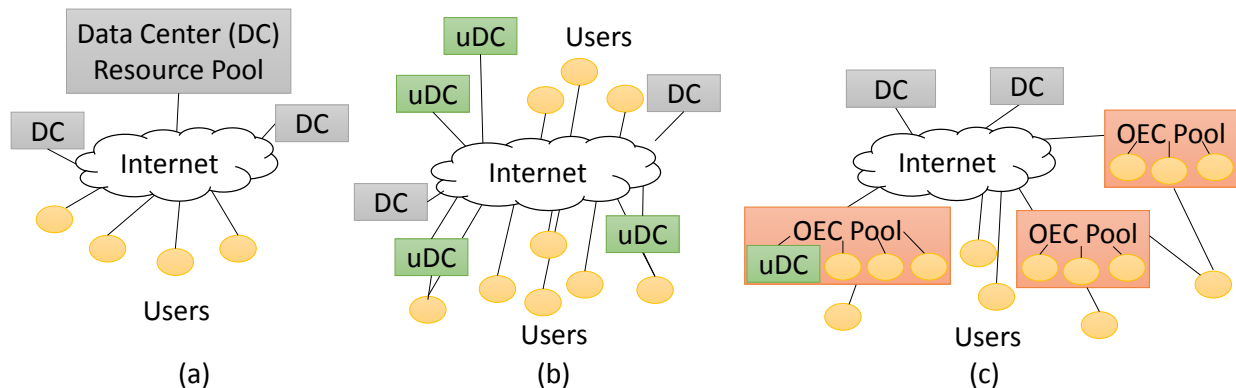 Data Center (DC)
Resource Pool
DC
DC
Internet
Users
(a)
uDC
Users
uDC
DC
Internet
DC
uDC
uDC
Users
(b)
DC
DC
OEC Pool
Internet
OEC Pool
uDC
OEC Pool
Users
(c)